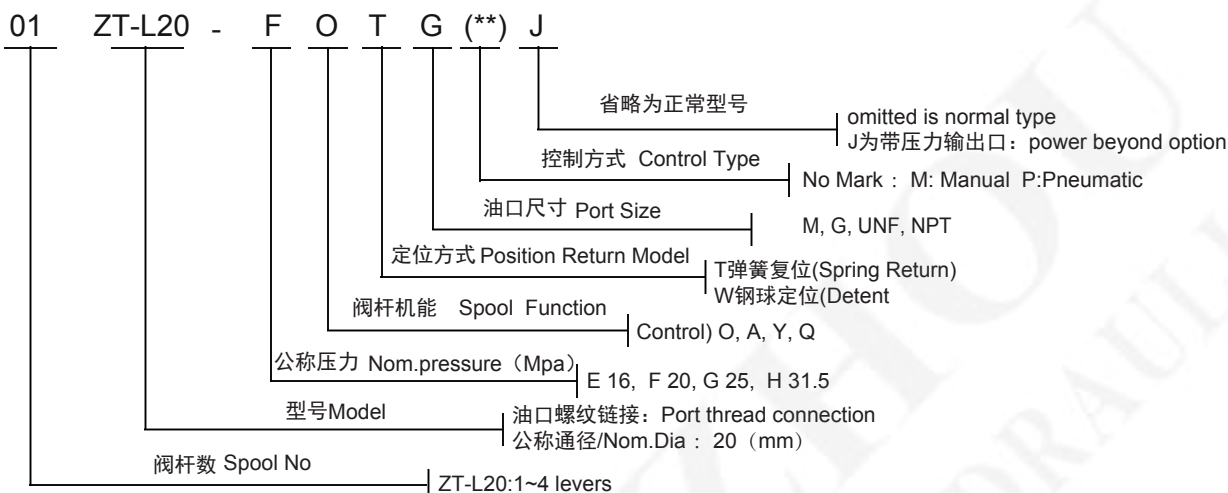 01 ZT-L20 - F O T G (**) J
省略为正常型号
omitted is normal type
J为带压力输出口：power beyond option
控制方式 Control Type
No Mark : M: Manual P:Pneumatic
油口尺寸 Port Size
M, G, UNF, NPT
定位方式 Position Return Model
T弹簧复位(Spring Return)
W钢球定位(Detent
阀杆机能 Spool Function
Control) O, A, Y, Q
公称压力 Nom.pressure（Mpa）
E 16, F 20, G 25, H 31.5
型号Model
油口螺纹链接：Port thread connection
公称通径/Nom.Dia : 20（mm）
阀杆数 Spool No
ZT-L20:1~4 levers